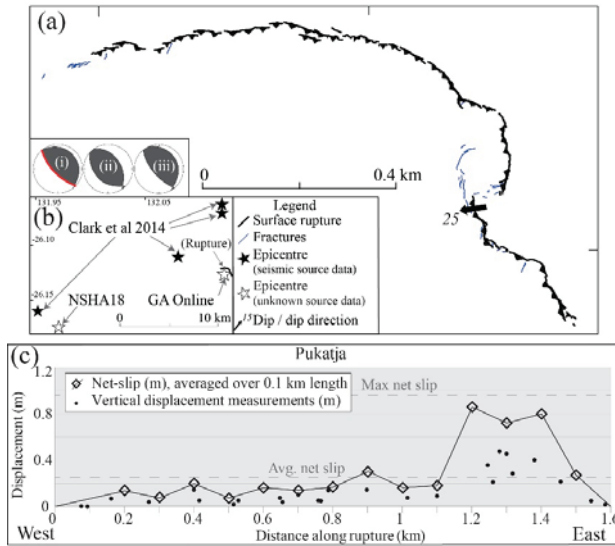 (a)
(i) (ii) (iii)
0 0.4 km
25
131.95 132.05
(b)
Clark et al 2014
(Rupture)
-26.10
-26.15
NSHA18
GA Online
0 10 km
Legend
Surface rupture
Fractures
Epicentre
(seismic source data)
Epicentre
(unknown source data)
15 Dip / dip direction
(c) Pukatja
1.2
Net-slip (m), averaged over 0.1 km length
Vertical displacement measurements (m)
Max net slip
0.8
Displacement (m)
0.4
Avg. net slip
0
0.2 0.4 0.6 0.8 1.0 1.2 1.4 1.6
West Distance along rupture (km) East